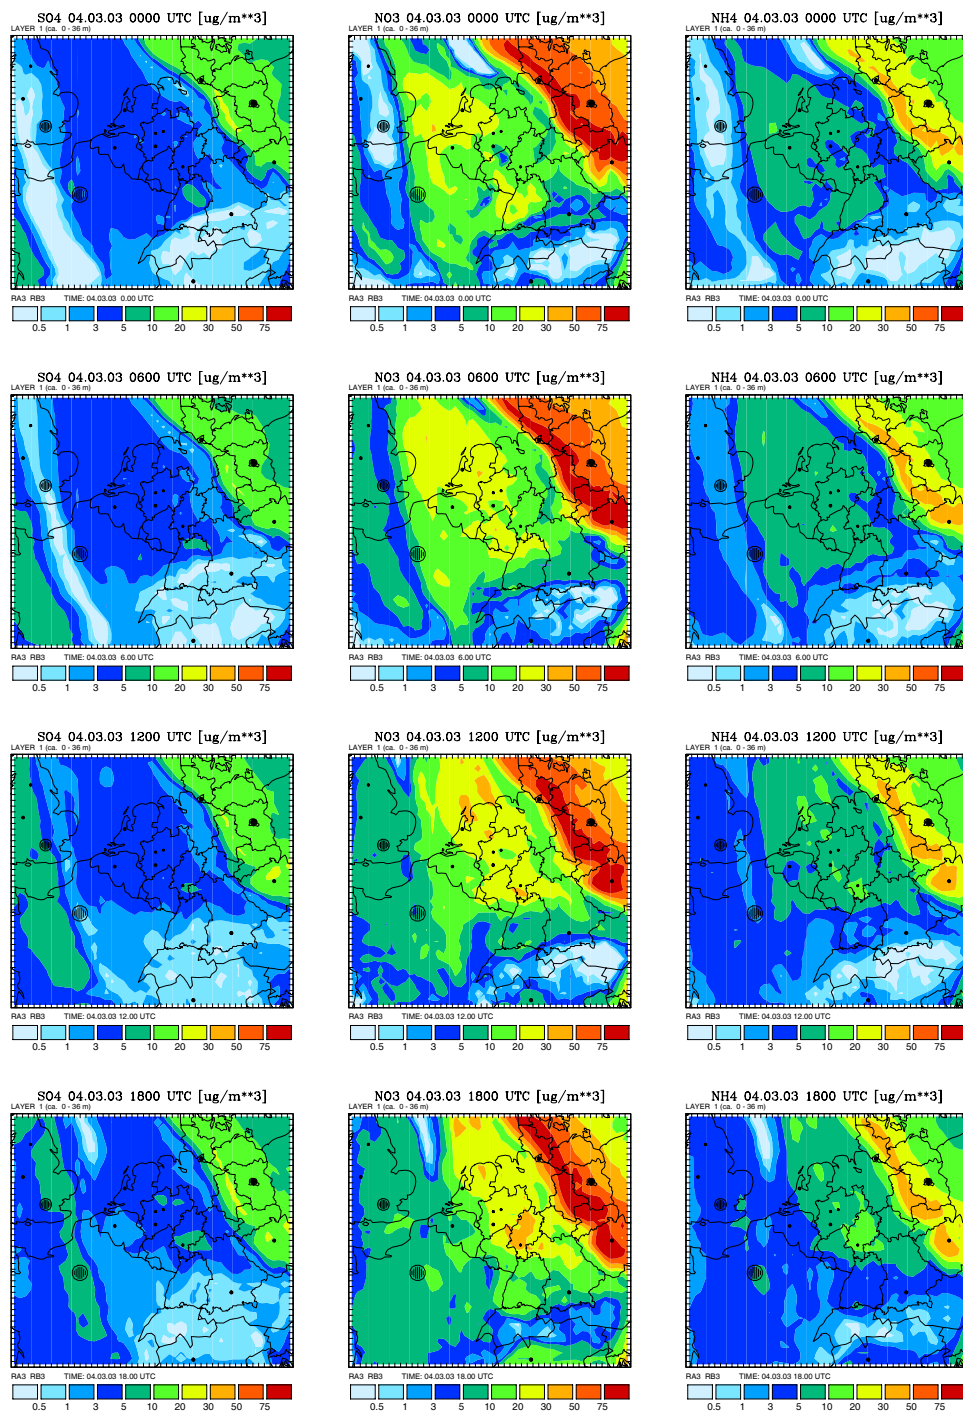 SO4 04.03.03 0000 UTC [ug/m**3]
LAYER 1 (ca. 0 - 36 m)
RA3 RB3 TIME: 04.03.03 0.00 UTC
0.5 1 3 5 10 20 30 50 75
NO3 04.03.03 0000 UTC [ug/m**3]
LAYER 1 (ca. 0 - 36 m)
RA3 RB3 TIME: 04.03.03 0.00 UTC
0.5 1 3 5 10 20 30 50 75
NH4 04.03.03 0000 UTC [ug/m**3]
LAYER 1 (ca. 0 - 36 m)
RA3 RB3 TIME: 04.03.03 0.00 UTC
0.5 1 3 5 10 20 30 50 75
SO4 04.03.03 0600 UTC [ug/m**3]
LAYER 1 (ca. 0 - 36 m)
RA3 RB3 TIME: 04.03.03 6.00 UTC
0.5 1 3 5 10 20 30 50 75
NO3 04.03.03 0600 UTC [ug/m**3]
LAYER 1 (ca. 0 - 36 m)
RA3 RB3 TIME: 04.03.03 6.00 UTC
0.5 1 3 5 10 20 30 50 75
NH4 04.03.03 0600 UTC [ug/m**3]
LAYER 1 (ca. 0 - 36 m)
RA3 RB3 TIME: 04.03.03 6.00 UTC
0.5 1 3 5 10 20 30 50 75
SO4 04.03.03 1200 UTC [ug/m**3]
LAYER 1 (ca. 0 - 36 m)
RA3 RB3 TIME: 04.03.03 12.00 UTC
0.5 1 3 5 10 20 30 50 75
NO3 04.03.03 1200 UTC [ug/m**3]
LAYER 1 (ca. 0 - 36 m)
RA3 RB3 TIME: 04.03.03 12.00 UTC
0.5 1 3 5 10 20 30 50 75
NH4 04.03.03 1200 UTC [ug/m**3]
LAYER 1 (ca. 0 - 36 m)
RA3 RB3 TIME: 04.03.03 12.00 UTC
0.5 1 3 5 10 20 30 50 75
SO4 04.03.03 1800 UTC [ug/m**3]
LAYER 1 (ca. 0 - 36 m)
RA3 RB3 TIME: 04.03.03 18.00 UTC
0.5 1 3 5 10 20 30 50 75
NO3 04.03.03 1800 UTC [ug/m**3]
LAYER 1 (ca. 0 - 36 m)
RA3 RB3 TIME: 04.03.03 18.00 UTC
0.5 1 3 5 10 20 30 50 75
NH4 04.03.03 1800 UTC [ug/m**3]
LAYER 1 (ca. 0 - 36 m)
RA3 RB3 TIME: 04.03.03 18.00 UTC
0.5 1 3 5 10 20 30 50 75